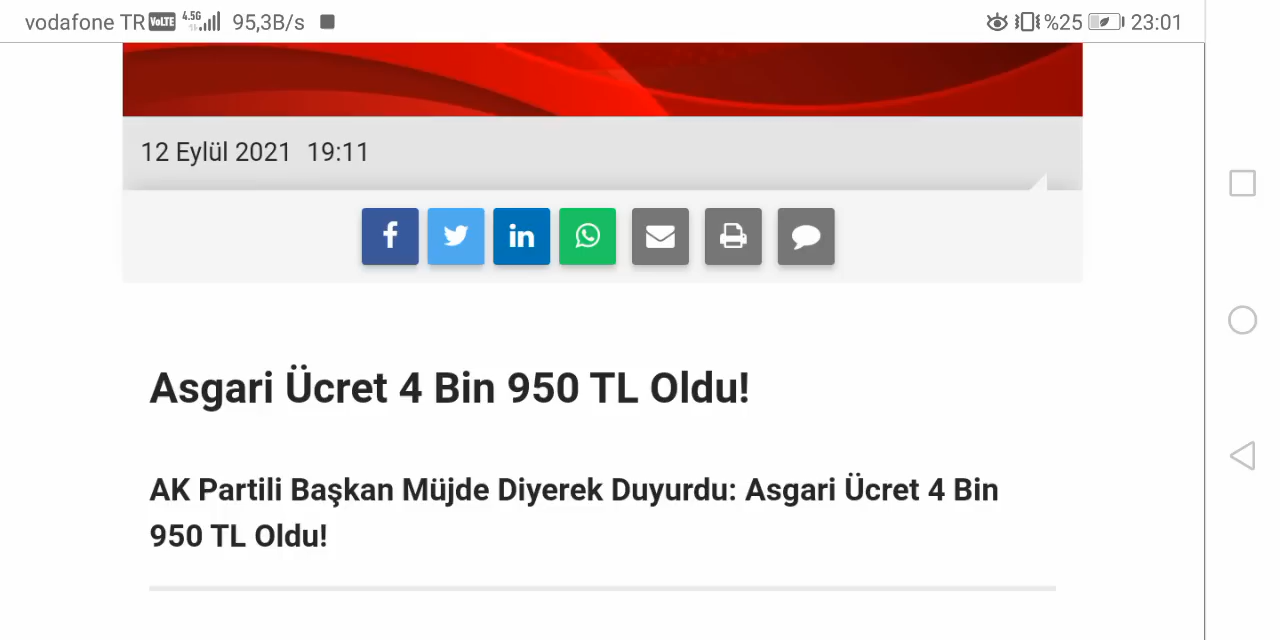 vodafone TR VoLTE 4.5G 95,3B/s %25 23:01
12 Eylül 2021 19:11
Asgari Ücret 4 Bin 950 TL Oldu!
AK Partili Başkan Müjde Diyerek Duyurdu: Asgari Ücret 4 Bin
950 TL Oldu!